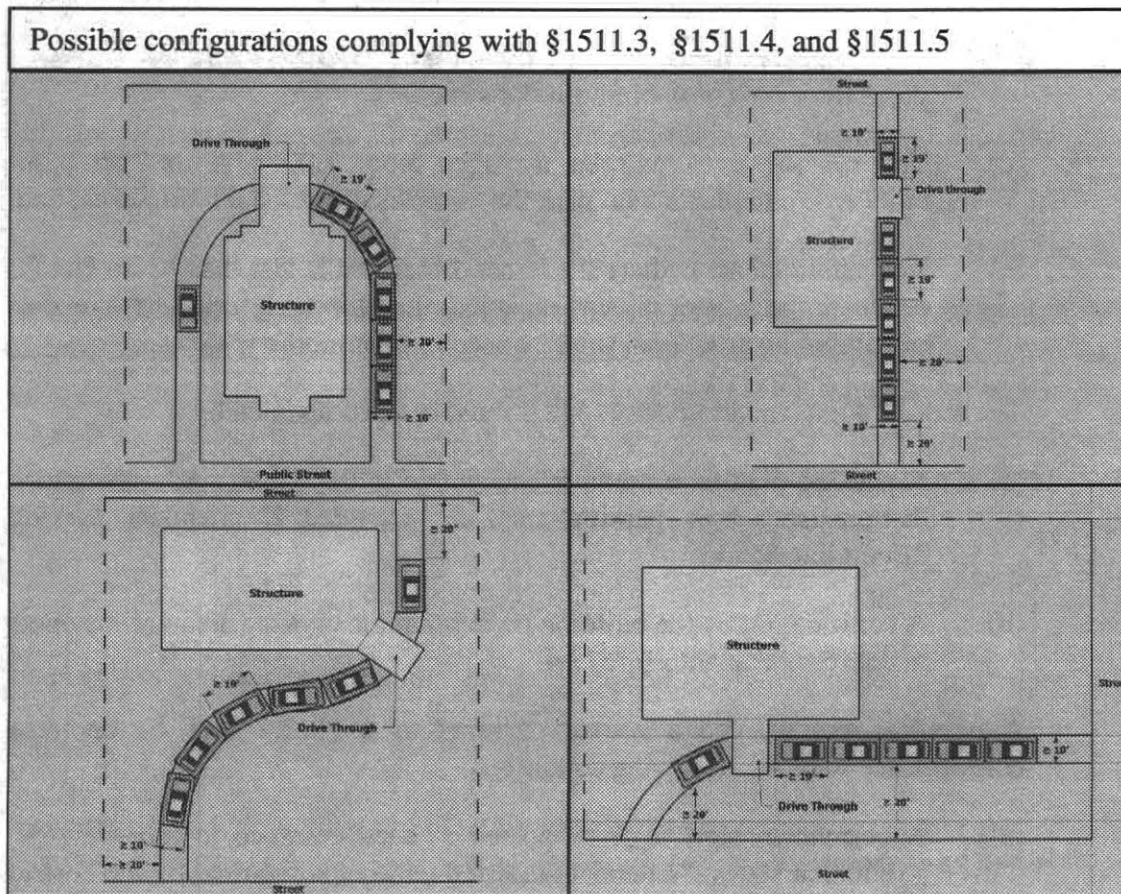 Possible configurations complying with §1511.3, §1511.4, and §1511.5
Drive Through
≥ 19'
Structure
≥ 20'
≥ 10'
Public Street
Street
≥ 19'
≥ 19'
Drive through
Structure
≥ 19'
≥ 20'
≥ 10'
≥ 20'
Street
Street
≥ 20'
Structure
≥ 19'
Drive Through
≥ 10'
≥ 20'
Street
Structure
Stre
≥ 10'
≥ 19'
Drive Through
≥ 20'
≥ 20'
Street